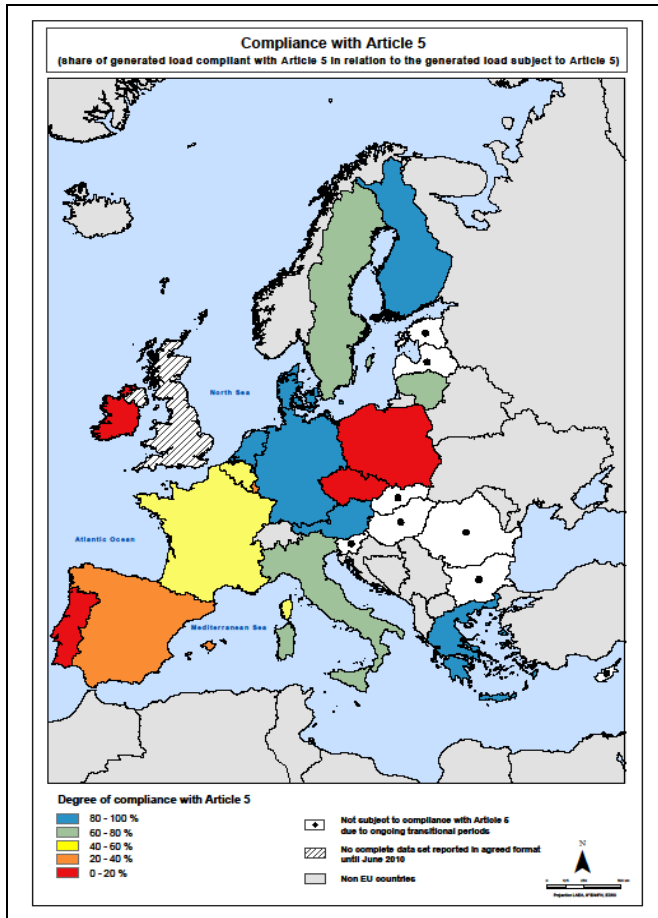 Compliance with Article 5
(share of generated load compliant with Article 5 in relation to the generated load subject to Article 5)
North Sea
Atlantic Ocean
Mediterranean Sea
Degree of compliance with Article 5
80 - 100 %
60 - 80 %
40 - 60 %
20 - 40 %
0 - 20 %
Not subject to compliance with Article 5
due to ongoing transitional periods
No complete data set reported in agreed format
until June 2010
Non EU countries
N
0